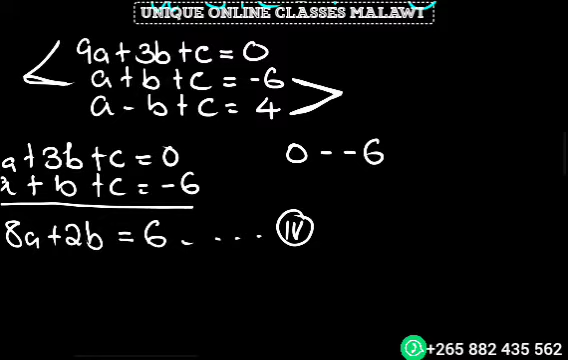 UNIQUE ONLINE CLASSES MALAWI
9a+3b+c=0
a+b+c=-6
a-b+c=4
a+3b+c=0
+b+c=-6
0--6
8a+2b=6 - ... IV
+265 882 435 562